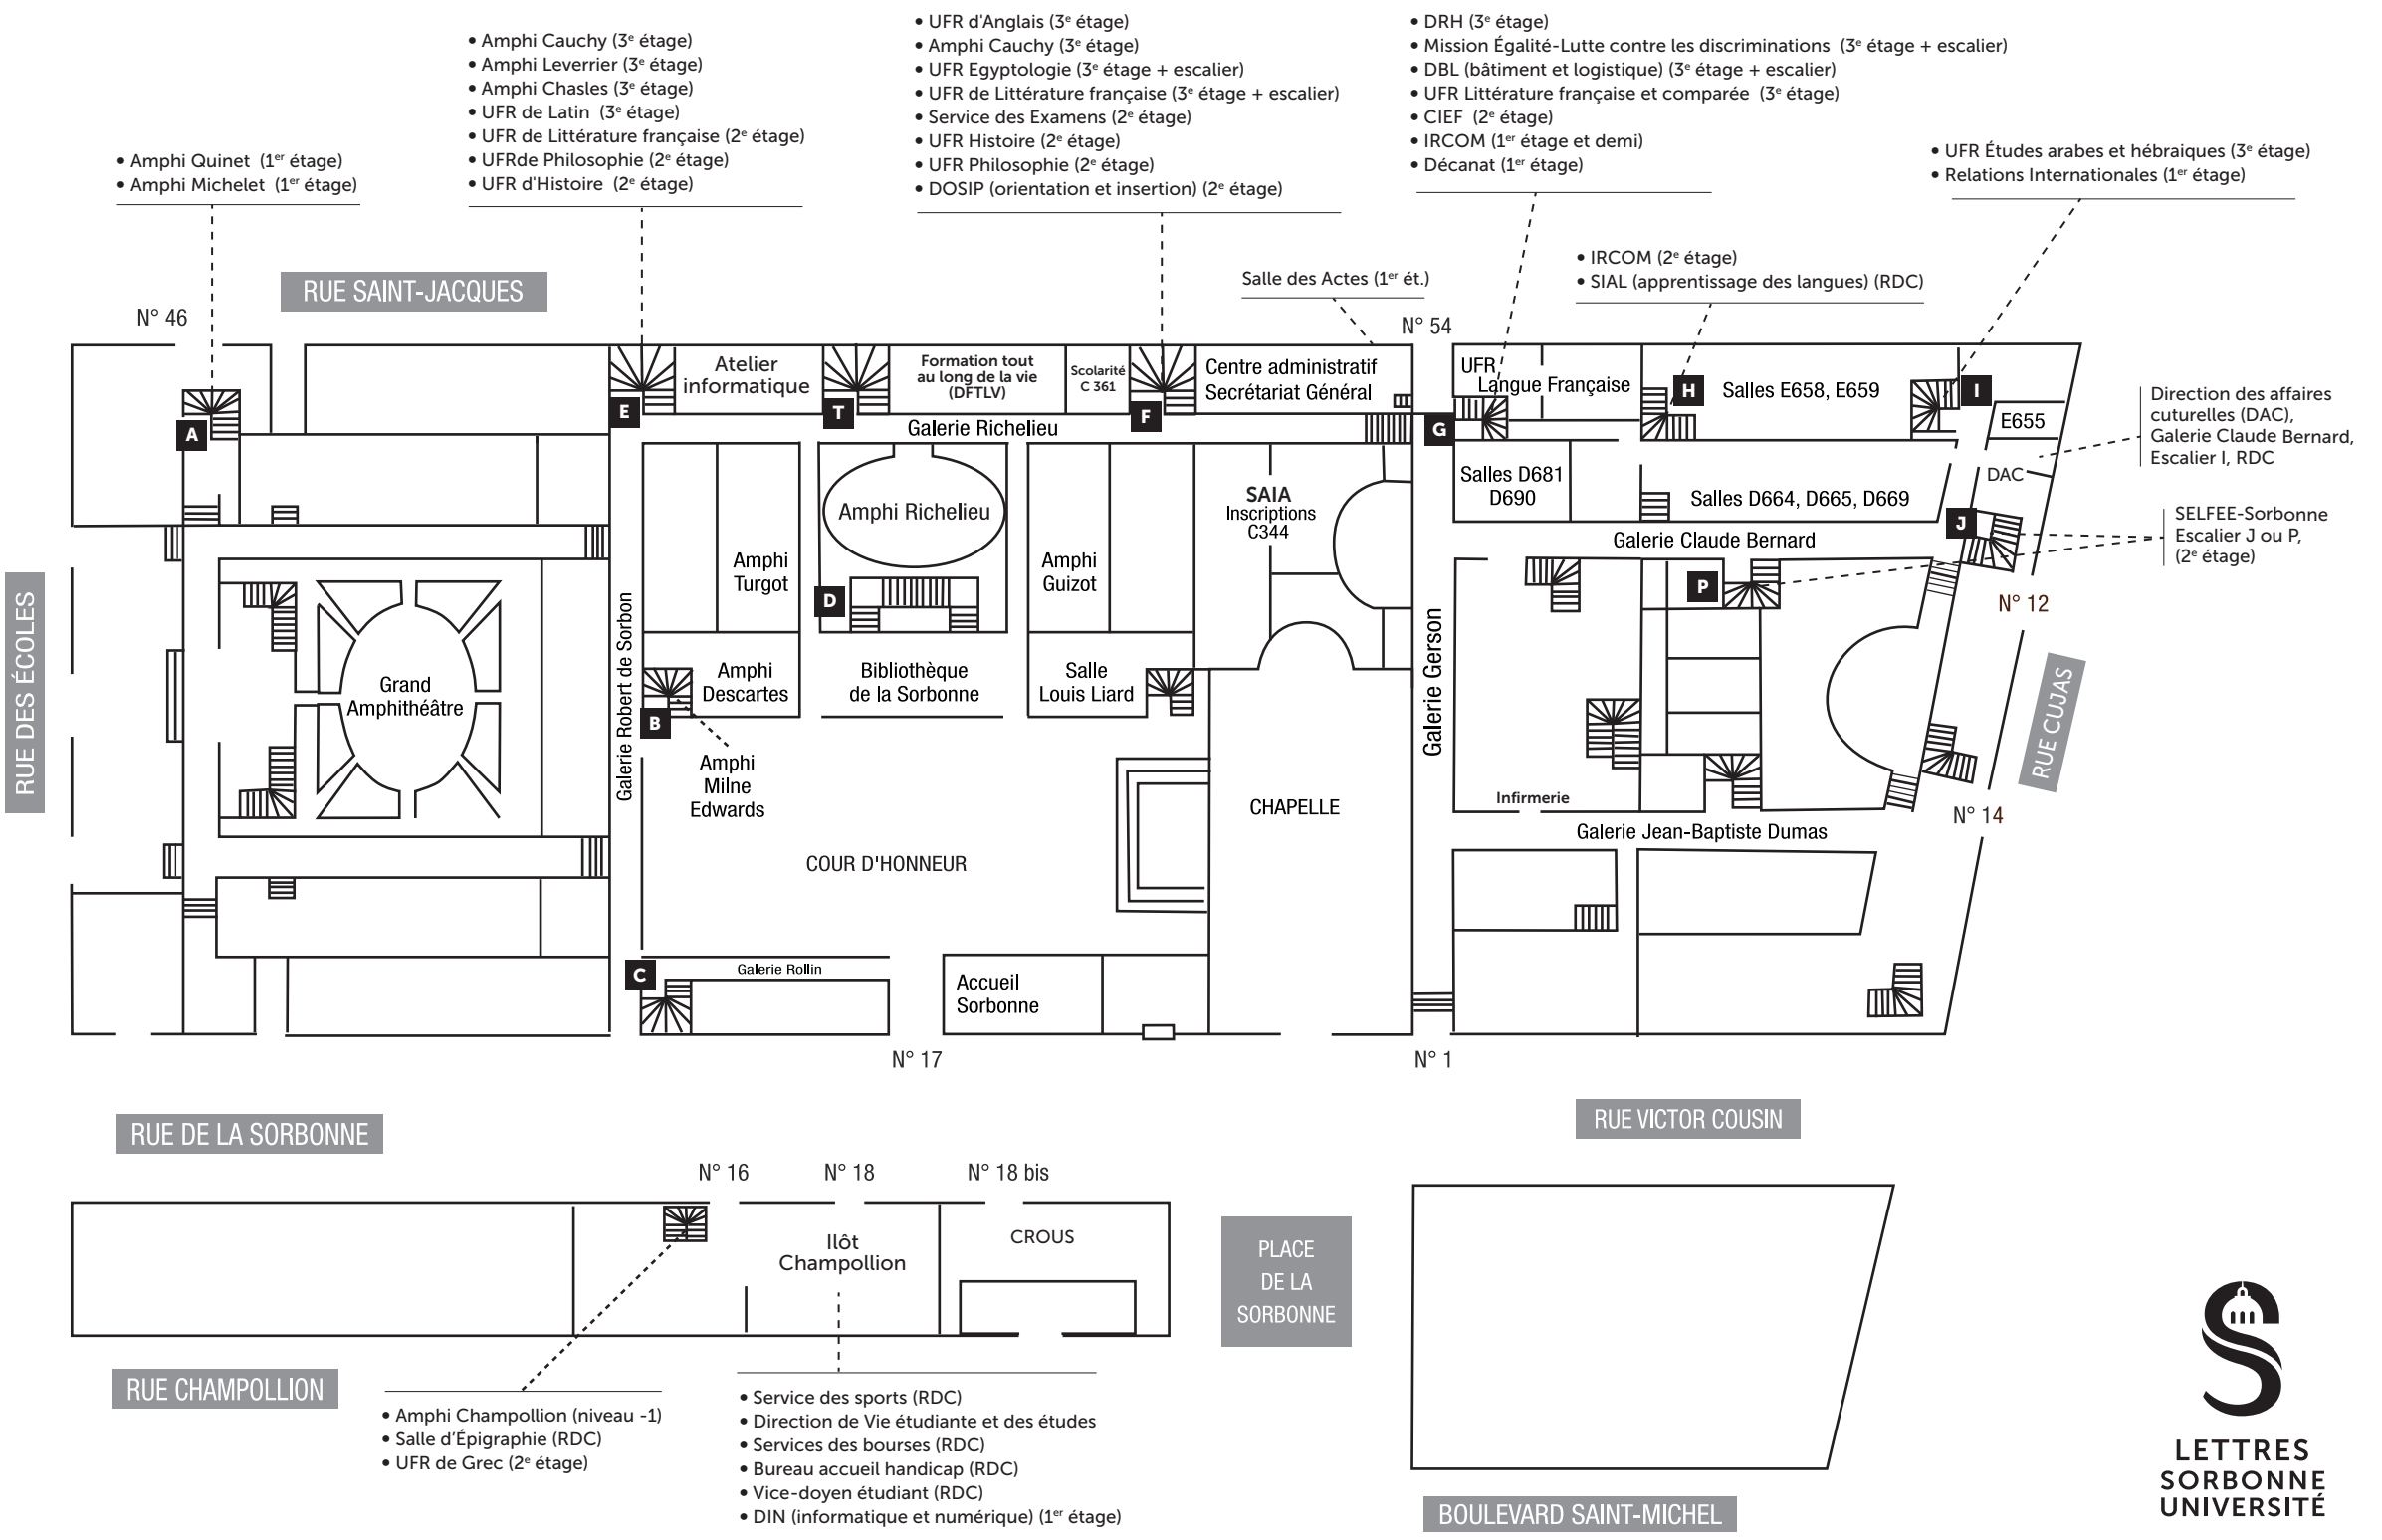 • Amphi Quinet (1er étage)
• Amphi Michelet (1er étage)
• Amphi Cauchy (3e étage)
• Amphi Leverrier (3e étage)
• Amphi Chasles (3e étage)
• UFR de Latin (3e étage)
• UFR de Littérature française (2e étage)
• UFRde Philosophie (2e étage)
• UFR d'Histoire (2e étage)
• UFR d'Anglais (3e étage)
• Amphi Cauchy (3e étage)
• UFR Egyptologie (3e étage + escalier)
• UFR de Littérature française (3e étage + escalier)
• Service des Examens (2e étage)
• UFR Histoire (2e étage)
• UFR Philosophie (2e étage)
• DOSIP (orientation et insertion) (2e étage)
• DRH (3e étage)
• Mission Égalité-Lutte contre les discriminations (3e étage + escalier)
• DBL (bâtiment et logistique) (3e étage + escalier)
• UFR Littérature française et comparée (3e étage)
• CIEF (2e étage)
• IRCOM (1er étage et demi)
• Décanat (1er étage)
• UFR Études arabes et hébraiques (3e étage)
• Relations Internationales (1er étage)
• IRCOM (2e étage)
• SIAL (apprentissage des langues) (RDC)
Salle des Actes (1er ét.)
RUE SAINT-JACQUES
N° 46
N° 54
A
E
Atelier
informatique
T
Formation tout
au long de la vie
(DFTLV)
Scolarité
C 361
F
Centre administratif
Secrétariat Général
G
UFR
Langue Française
H
Salles E658, E659
I
E655
DAC
Direction des affaires
cuturelles (DAC),
Galerie Claude Bernard,
Escalier I, RDC
Galerie Richelieu
Salles D681
D690
Salles D664, D665, D669
J
SELFEE-Sorbonne
Escalier J ou P,
(2e étage)
Galerie Claude Bernard
P
N° 12
RUE DES ÉCOLES
Grand
Amphithéâtre
Galerie Robert de Sorbon
Amphi
Turgot
Amphi Richelieu
D
Amphi
Guizot
SAIA
Inscriptions
C344
Amphi
Descartes
B
Bibliothèque
de la Sorbonne
Salle
Louis Liard
Amphi
Milne
Edwards
Galerie Gerson
CHAPELLE
COUR D'HONNEUR
Infirmerie
Galerie Jean-Baptiste Dumas
N° 14
RUE CUJAS
C
Galerie Rollin
Accueil
Sorbonne
N° 17
N° 1
RUE DE LA SORBONNE
RUE VICTOR COUSIN
N° 16
N° 18
N° 18 bis
Ilôt
Champollion
CROUS
PLACE
DE LA
SORBONNE
RUE CHAMPOLLION
• Amphi Champollion (niveau -1)
• Salle d’Épigraphie (RDC)
• UFR de Grec (2e étage)
• Service des sports (RDC)
• Direction de Vie étudiante et des études
• Services des bourses (RDC)
• Bureau accueil handicap (RDC)
• Vice-doyen étudiant (RDC)
• DIN (informatique et numérique) (1er étage)
BOULEVARD SAINT-MICHEL
LETTRES
SORBONNE
UNIVERSITÉ